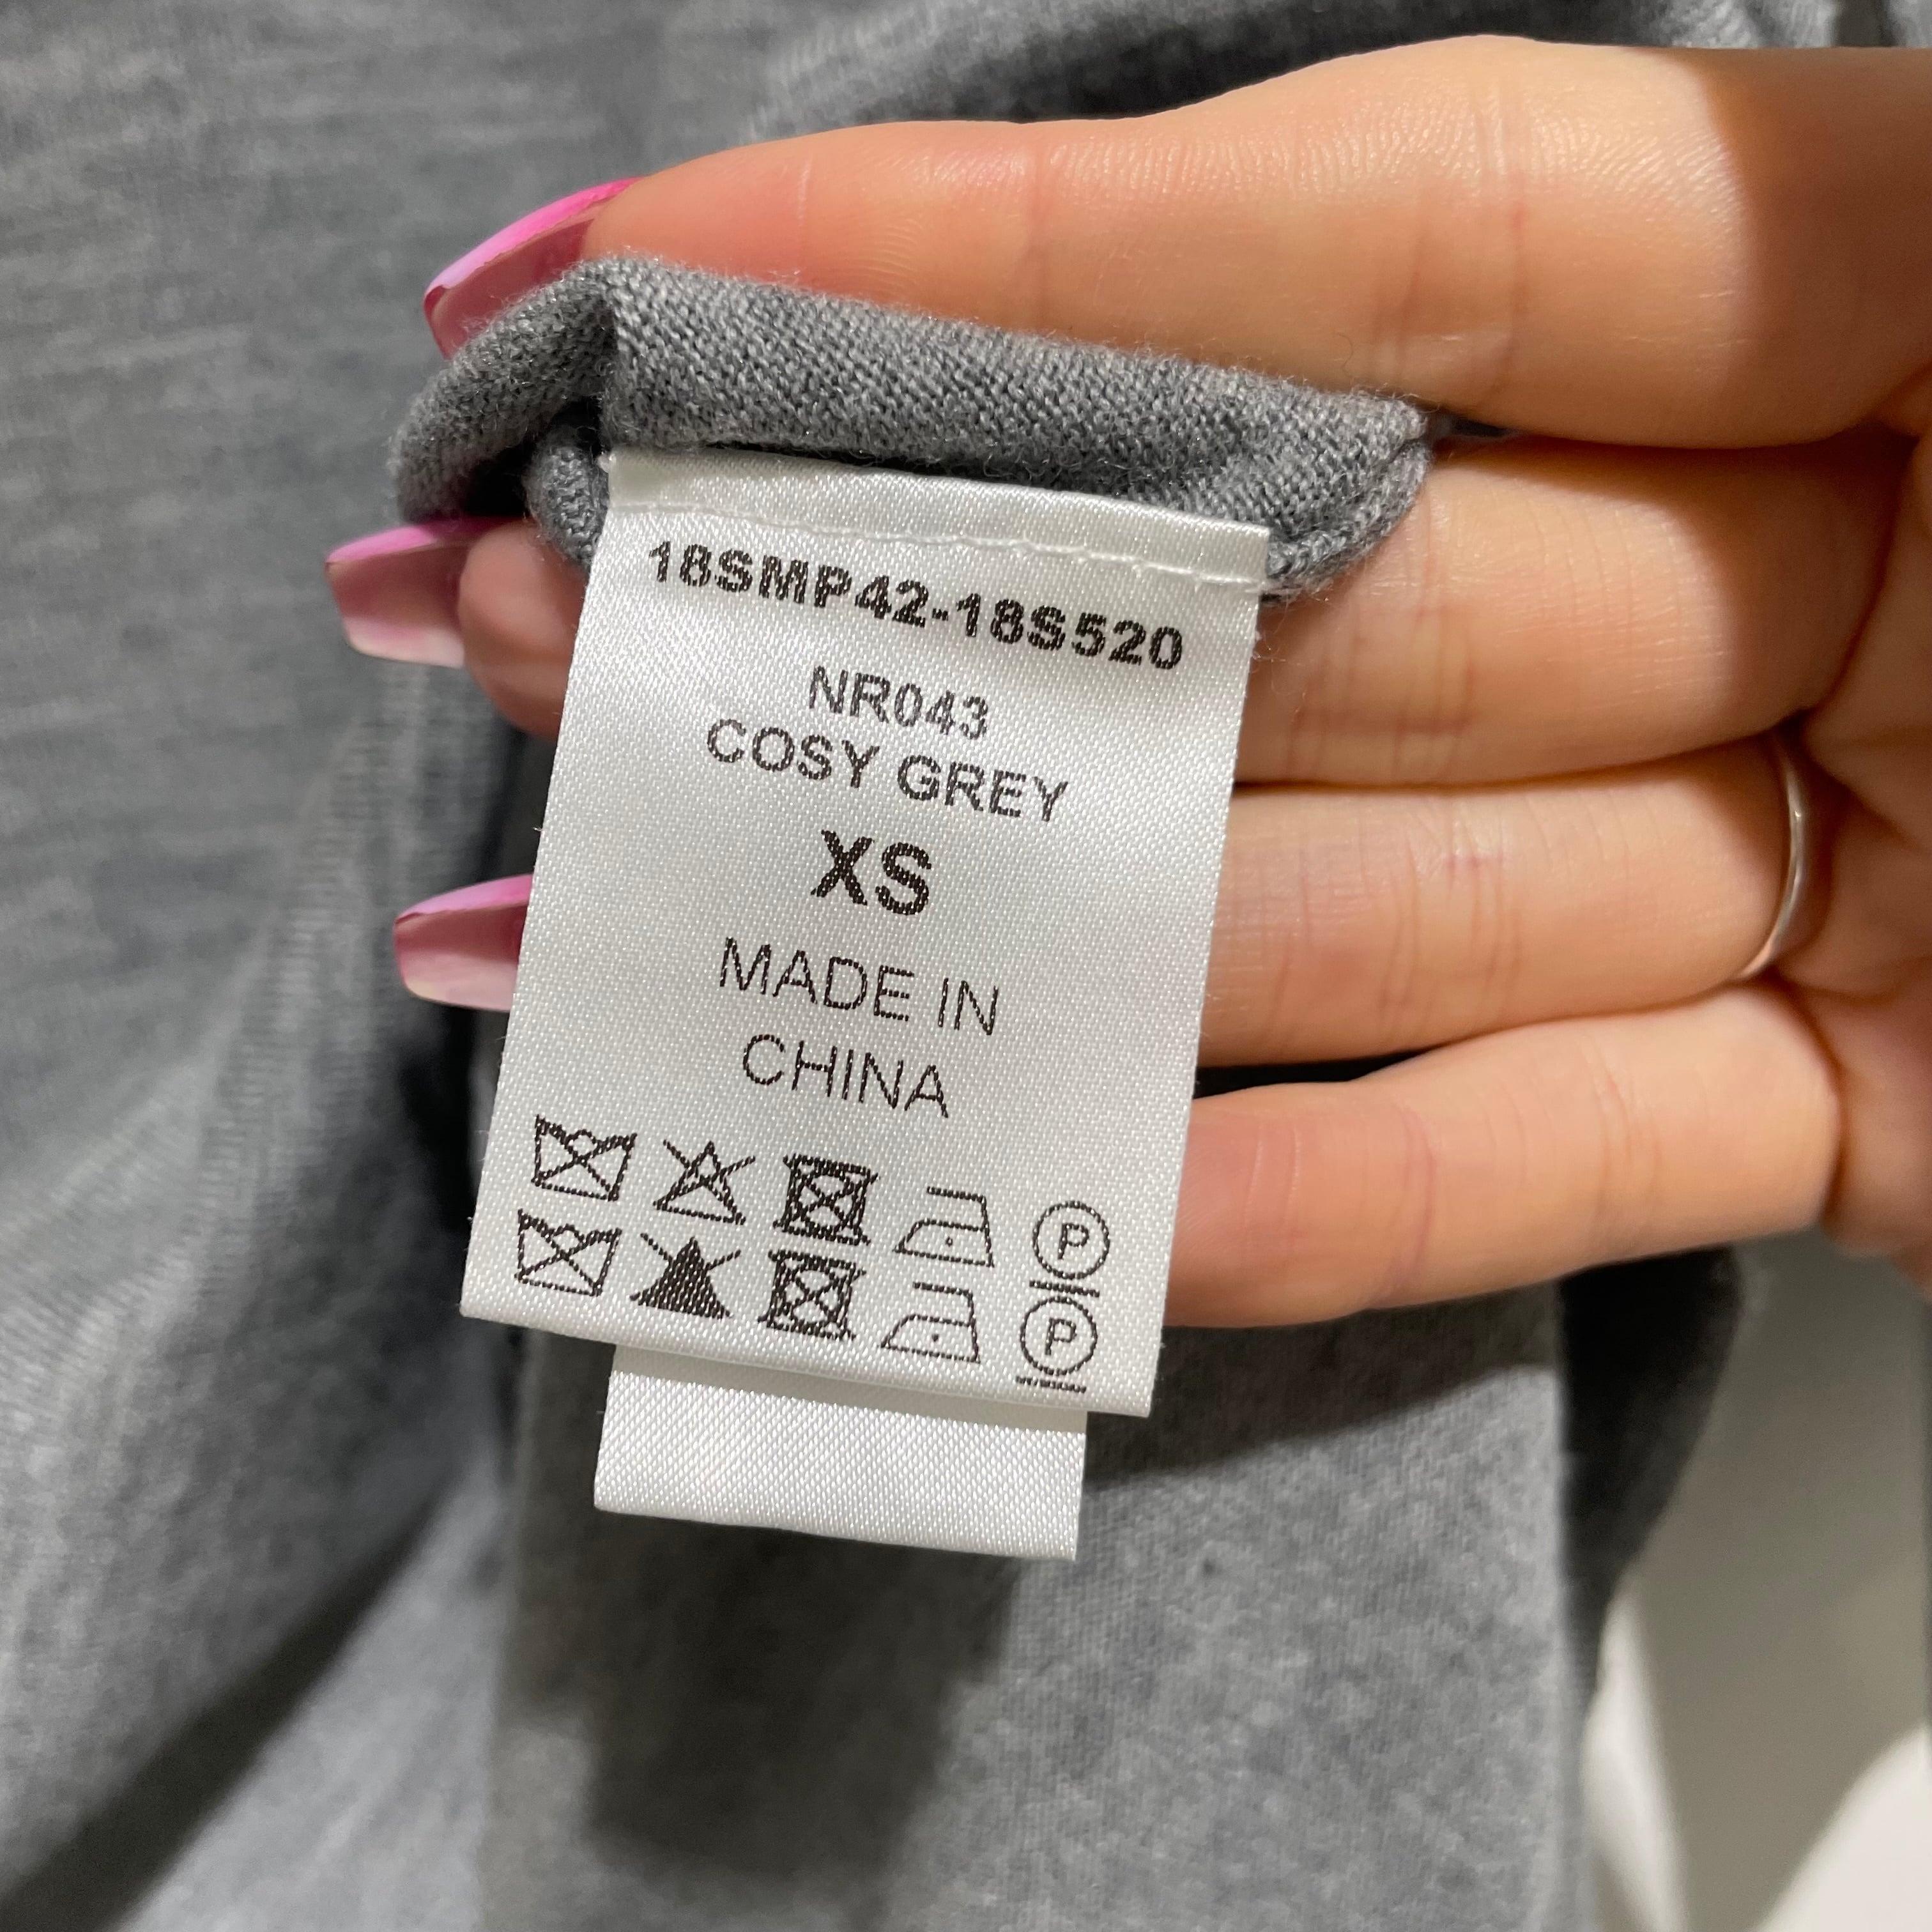 18SMP42-18S520
NR043
COSY GREY
XS
MADE IN
CHINA
P
P